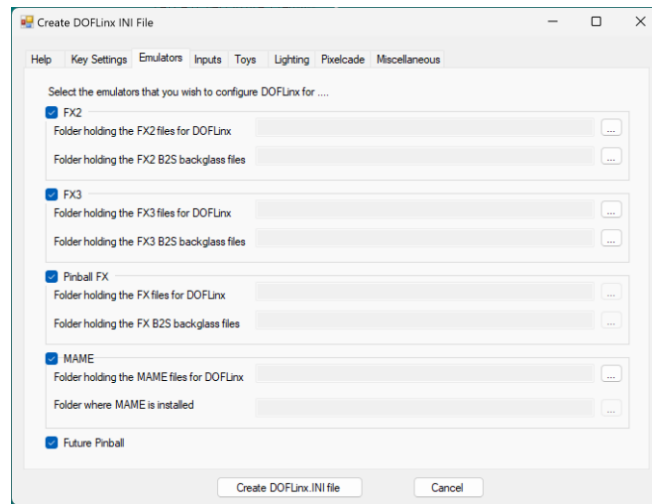 Create DOFLinx INI File
Help Key Settings Emulators Inputs Toys Lighting Pixelcade Miscellaneous
Select the emulators that you wish to configure DOFLinx for ....
FX2
Folder holding the FX2 files for DOFLinx ...
Folder holding the FX2 B2S backglass files ...
FX3
Folder holding the FX3 files for DOFLinx ...
Folder holding the FX3 B2S backglass files ...
Pinball FX
Folder holding the FX files for DOFLinx ...
Folder holding the FX B2S backglass files ...
MAME
Folder holding the MAME files for DOFLinx ...
Folder where MAME is installed ...
Future Pinball
Create DOFLinx.INI file Cancel